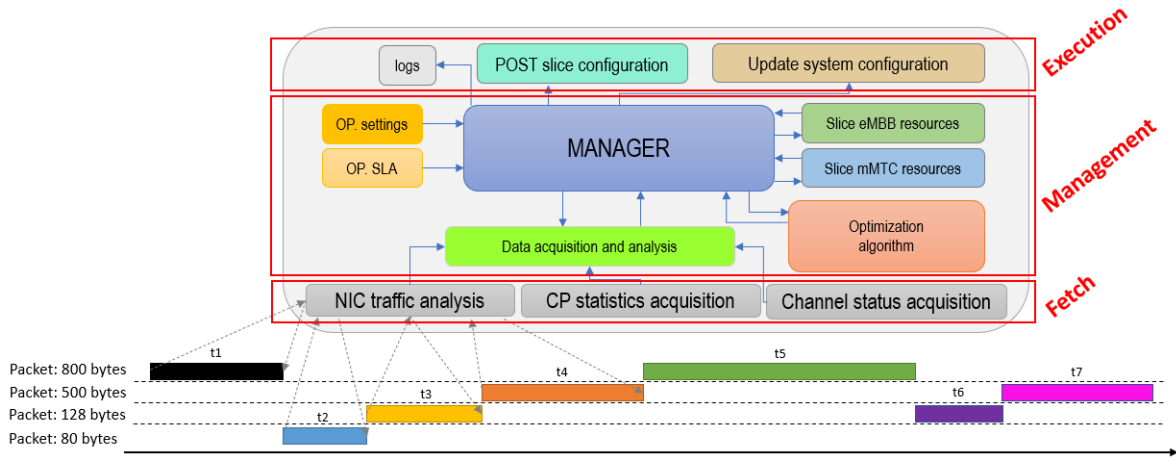 logs
POST slice configuration
Update system configuration
Execution
OP. settings
OP. SLA
MANAGER
Slice eMBB resources
Slice mMTC resources
Optimization
algorithm
Data acquisition and analysis
Management
NIC traffic analysis
CP statistics acquisition
Channel status acquisition
Fetch
t1
t5
Packet: 800 bytes
t4
t7
Packet: 500 bytes
t3
t6
Packet: 128 bytes
t2
Packet: 80 bytes